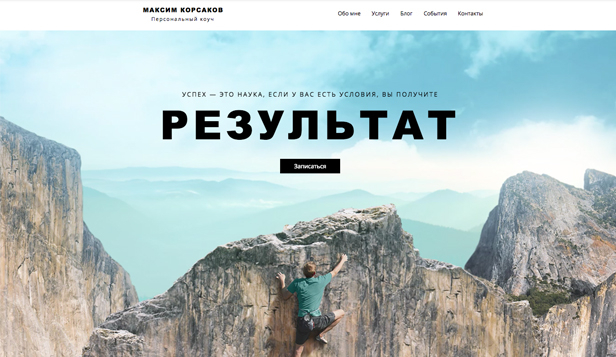 МАКСИМ КОРСАКОВ
Персональный коуч
Обо мне Услуги Блог События Контакты
УСПЕХ — ЭТО НАУКА, ЕСЛИ У ВАС ЕСТЬ УСЛОВИЯ, ВЫ ПОЛУЧИТЕ
РЕЗУЛЬТАТ
Записаться